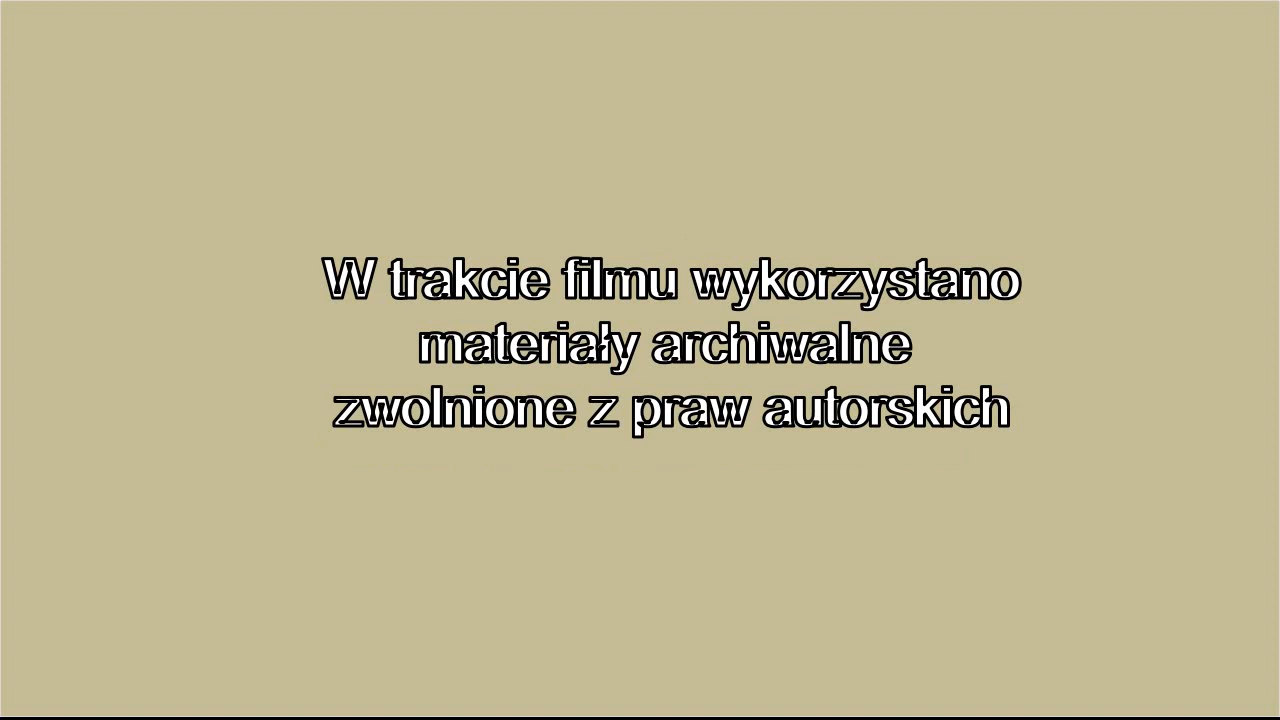 W trakcie filmu wykorzystano
materiały archiwalne
zwolnione z praw autorskich